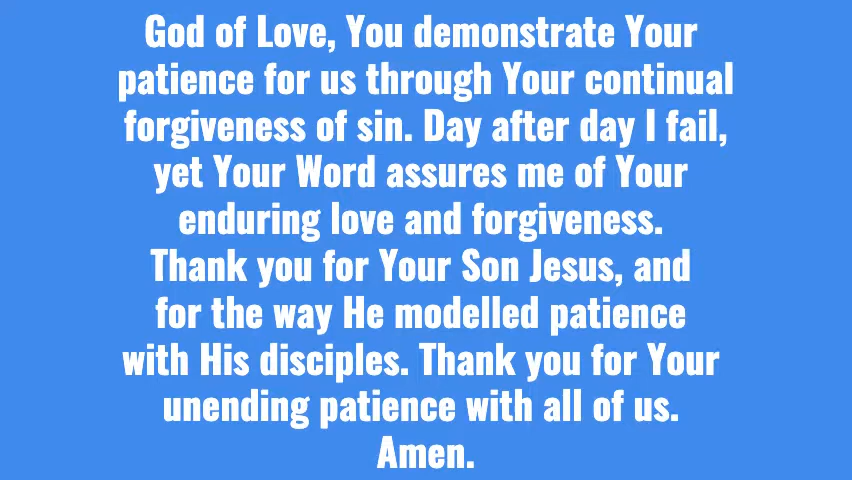 God of Love, You demonstrate Your
patience for us through Your continual
forgiveness of sin. Day after day I fail,
yet Your Word assures me of Your
enduring love and forgiveness.
Thank you for Your Son Jesus, and
for the way He modelled patience
with His disciples. Thank you for Your
unending patience with all of us.
Amen.